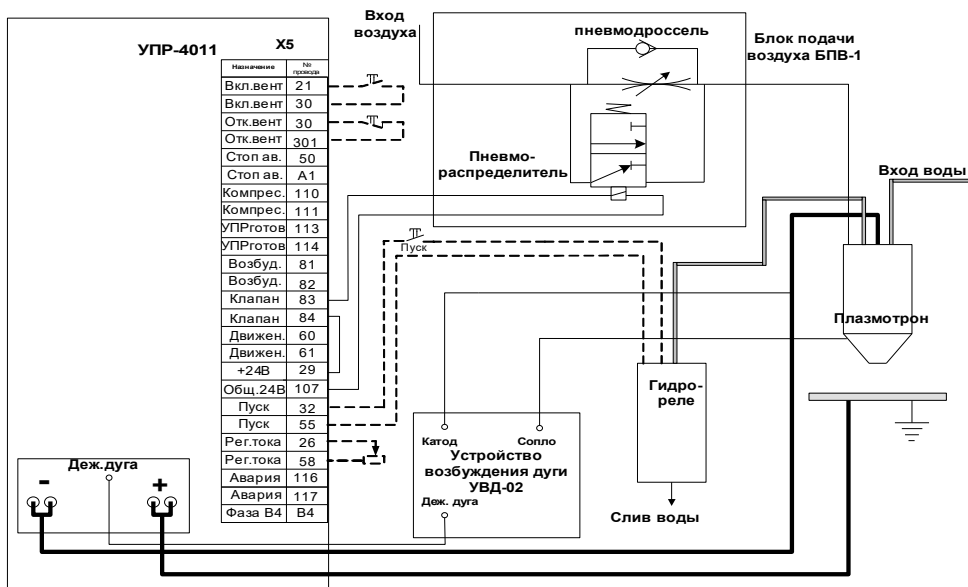 УПР-4011
X5
Назначение № провода
Вкл.вент 21
Вкл.вент 30
Отк.вент 30
Отк.вент 301
Стоп ав. 50
Стоп ав. А1
Компрес. 110
Компрес. 111
УПРготов 113
УПРготов 114
Возбуд. 81
Возбуд. 82
Клапан 83
Клапан 84
Движен. 60
Движен. 61
+24В 29
Общ.24В 107
Пуск 32
Пуск 55
Рег.тока 26
Рег.тока 58
Авария 116
Авария 117
Фаза В4 В4
Деж.дуга
- +
Вход
воздуха
пневмодроссель
Блок подачи
воздуха БПВ-1
Пневмо-
распределитель
Вход воды
Пуск
Плазмотрон
Гидро-
реле
Слив воды
Катод Сопло
Устройство
возбуждения дуги
УВД-02
Деж. дуга